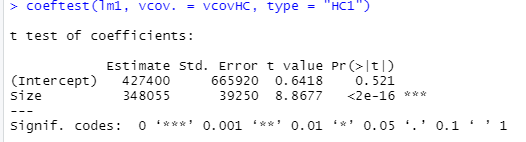 > coeftest(lm1, vcov. = vcovHC, type = "HC1")
t test of coefficients:
Estimate Std. Error t value Pr(>|t|)
(Intercept) 427400 665920 0.6418 0.521
Size 348055 39250 8.8677 <2e-16 ***
---
Signif. codes: 0 ‘***’ 0.001 ‘**’ 0.01 ‘*’ 0.05 ‘.’ 0.1 ‘ ’ 1